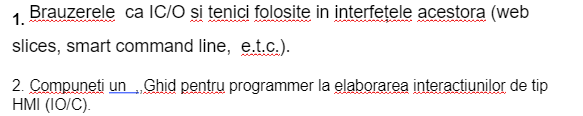 1. Brauzerele  ca IC/O si tenici folosite in interfețele acestora (web
slices, smart command line,  e.t.c.).
2. Compuneti un ,,Ghid pentru programmer la elaborarea interactiunilor de tip
HMI (IO/C).